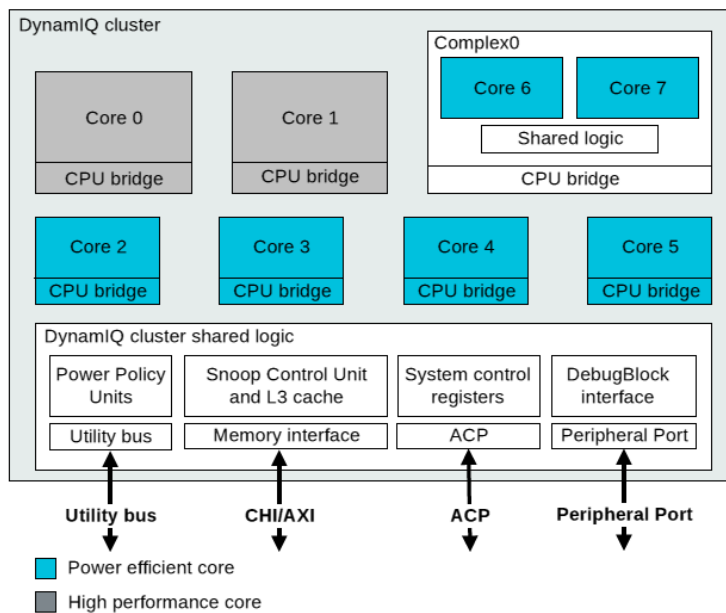 DynamIQ cluster
Complex0
Core 0
Core 1
Core 6
Core 7
Shared logic
CPU bridge
CPU bridge
CPU bridge
Core 2
Core 3
Core 4
Core 5
CPU bridge
CPU bridge
CPU bridge
CPU bridge
DynamIQ cluster shared logic
Power Policy
Units
Snoop Control Unit
and L3 cache
System control
registers
DebugBlock
interface
Utility bus
Memory interface
ACP
Peripheral Port
Utility bus
CHI/AXI
ACP
Peripheral Port
Power efficient core
High performance core